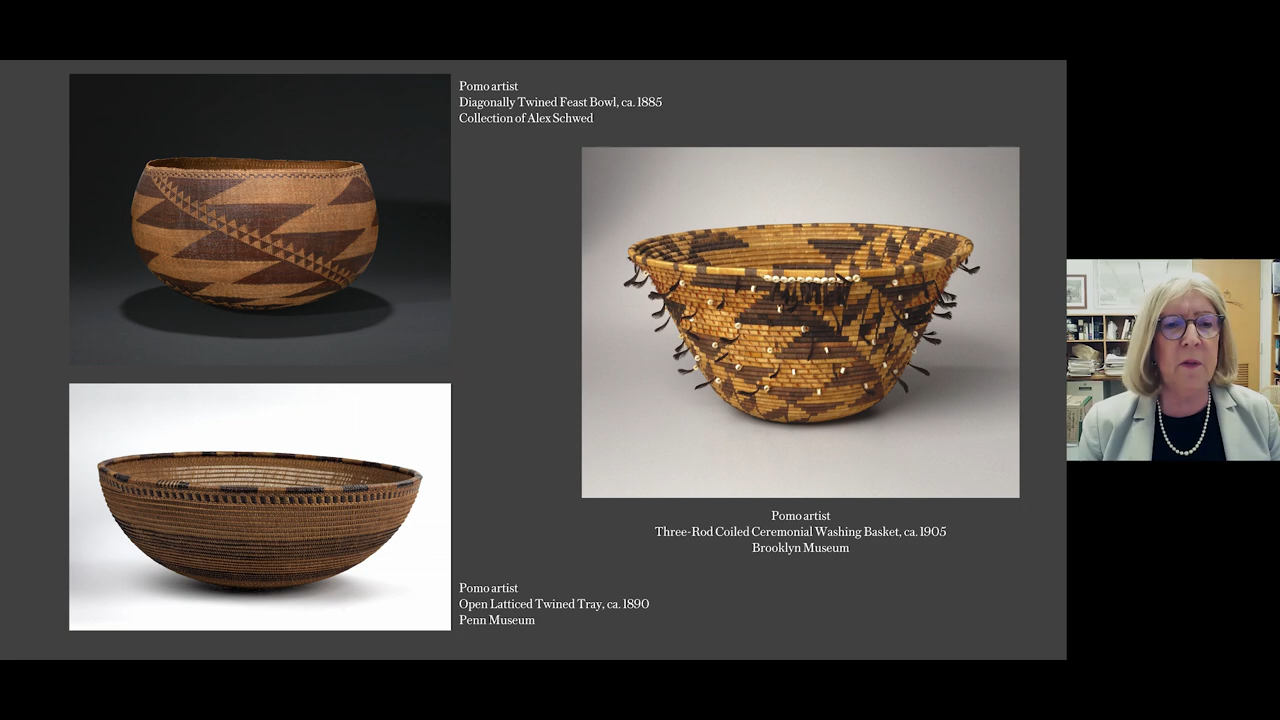 Pomo artist
Diagonally Twined Feast Bowl, ca. 1885
Collection of Alex Schwed
Pomo artist
Three-Rod Coiled Ceremonial Washing Basket, ca. 1905
Brooklyn Museum
Pomo artist
Open Latticed Twined Tray, ca. 1890
Penn Museum